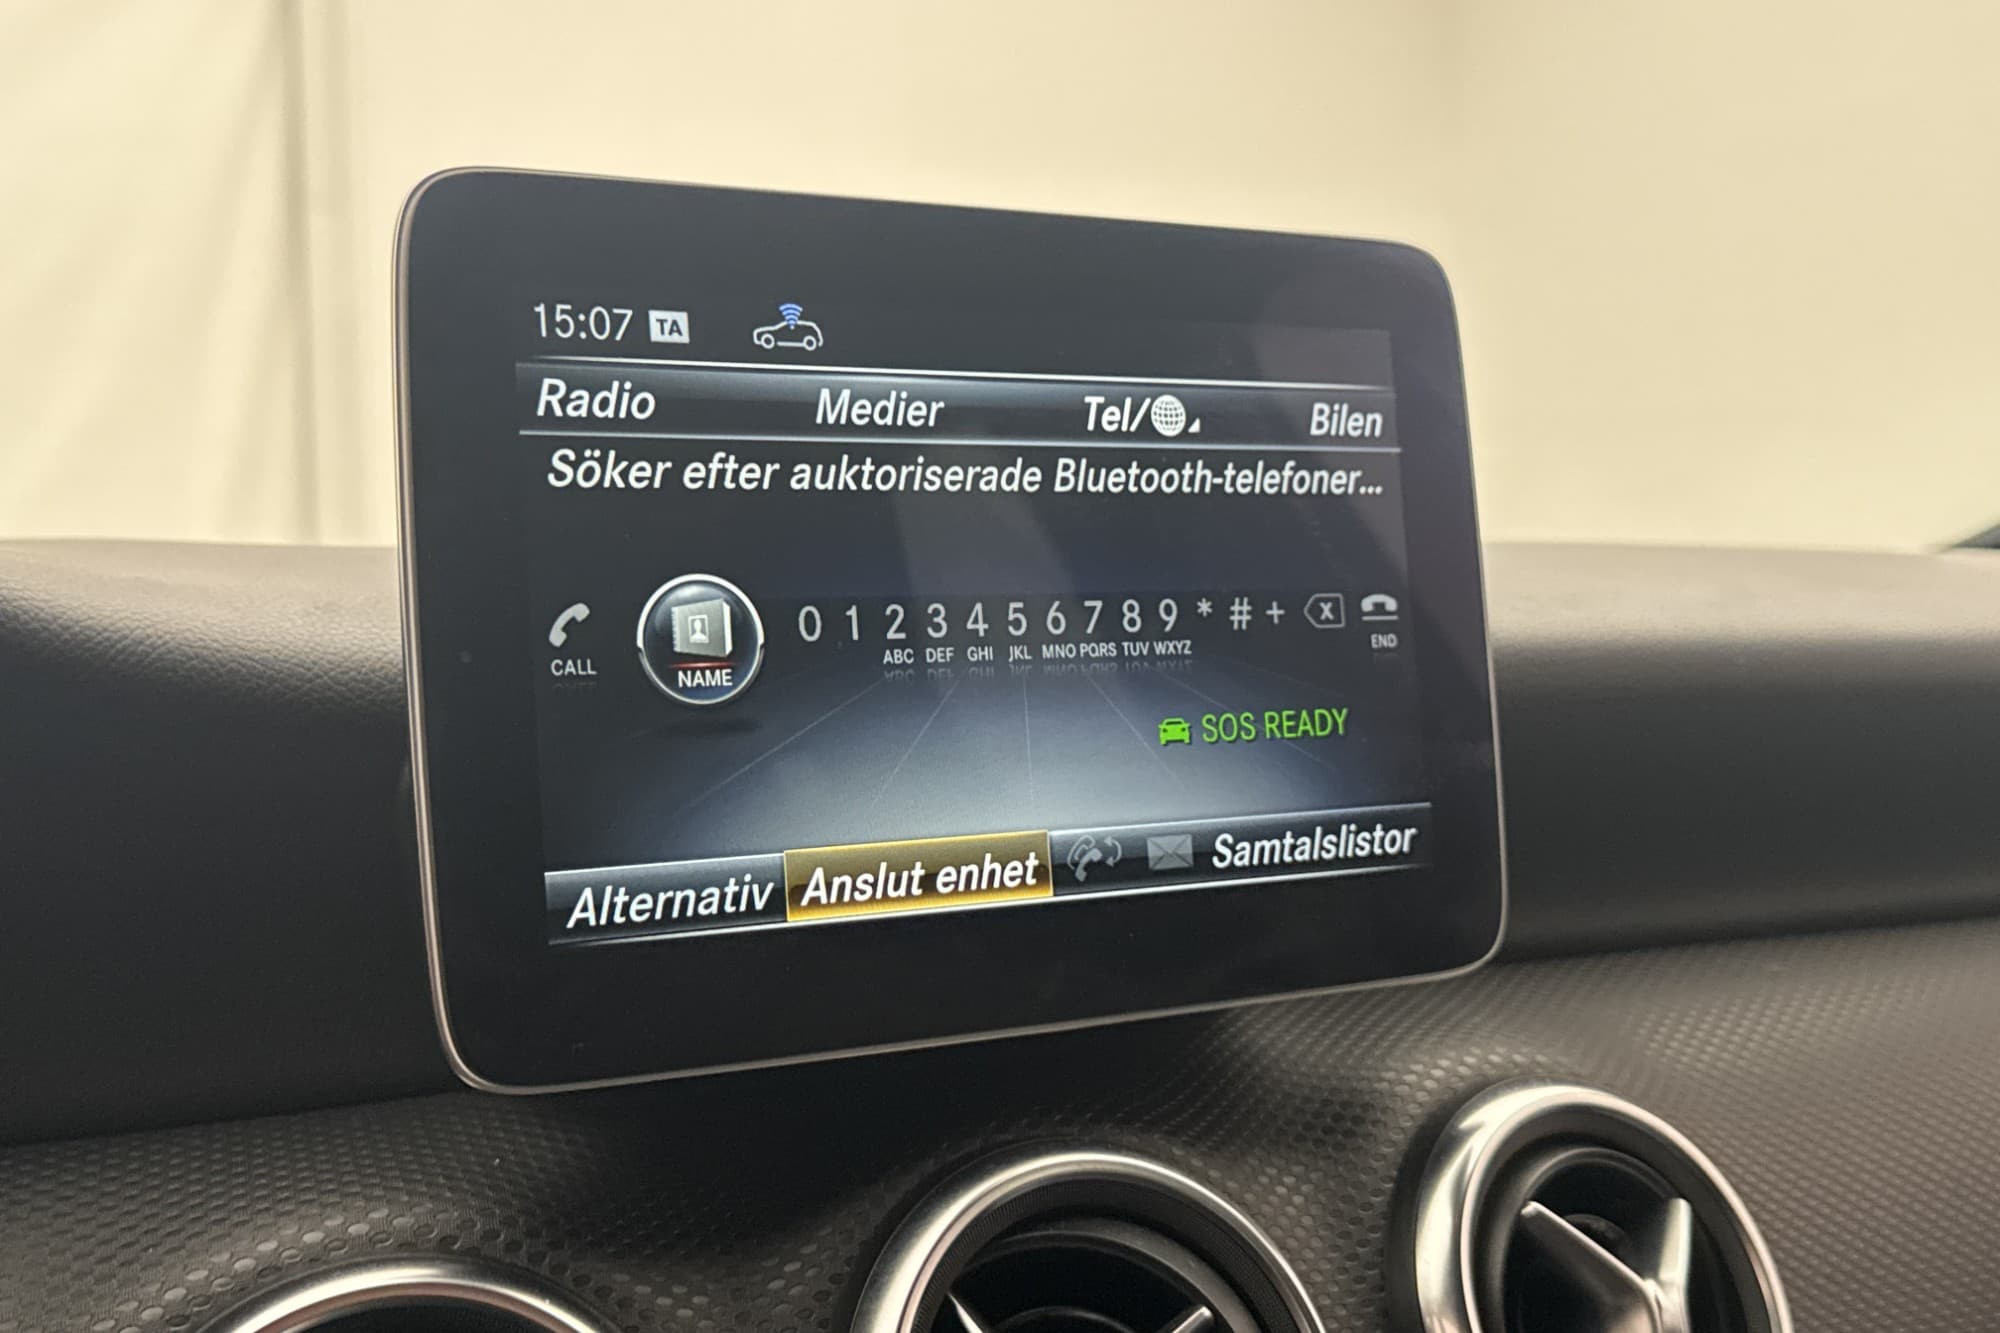 15:07 TA
Radio Medier Tel/ Bilen
Söker efter auktoriserade Bluetooth-telefoner...
CALL NAME 0 1 2 3 4 5 6 7 8 9 * # + X END
ABC DEF GHI JKL MNO PQRS TUV WXYZ
SOS READY
Alternativ Anslut enhet Samtalslistor